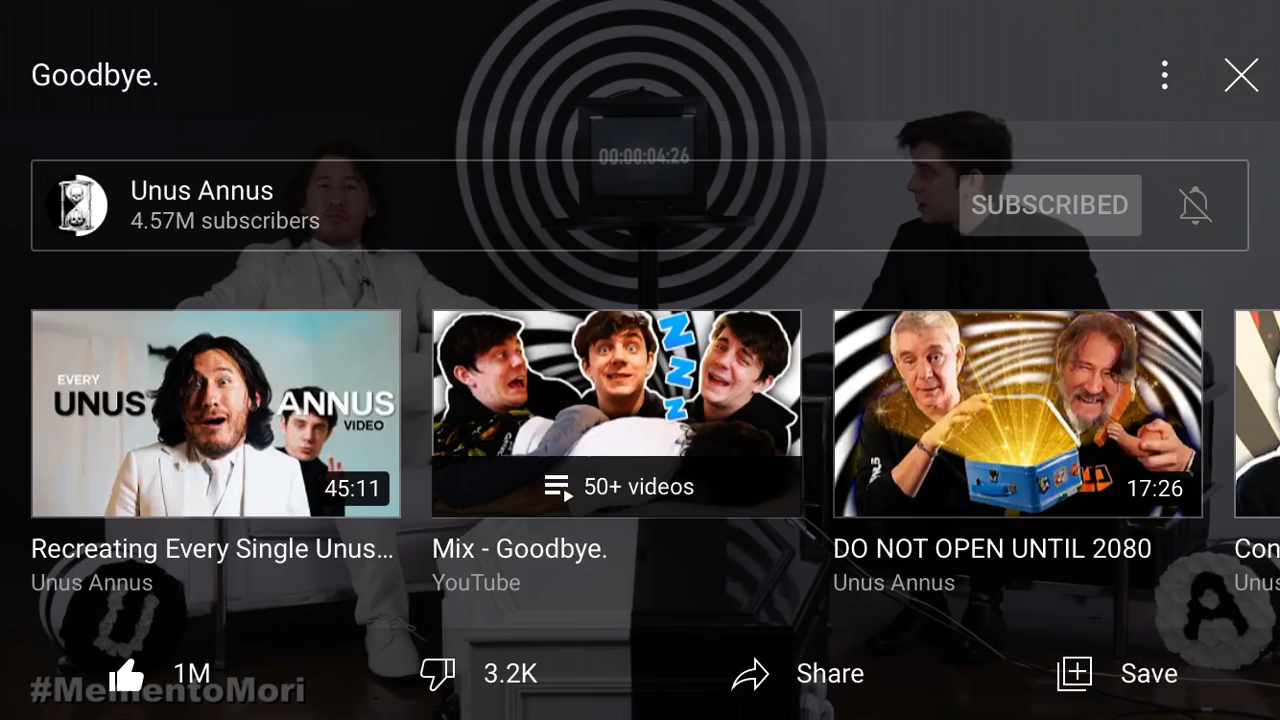 Goodbye.
00:00:04:26
Unus Annus
4.57M subscribers
SUBSCRIBED
EVERY
UNUS ANNUS
VIDEO
45:11
50+ videos
17:26
Recreating Every Single Unus...
Unus Annus
Mix - Goodbye.
YouTube
DO NOT OPEN UNTIL 2080
Unus Annus
Con
Unus
U
A
1M
3.2K
Share
Save
#MementoMori